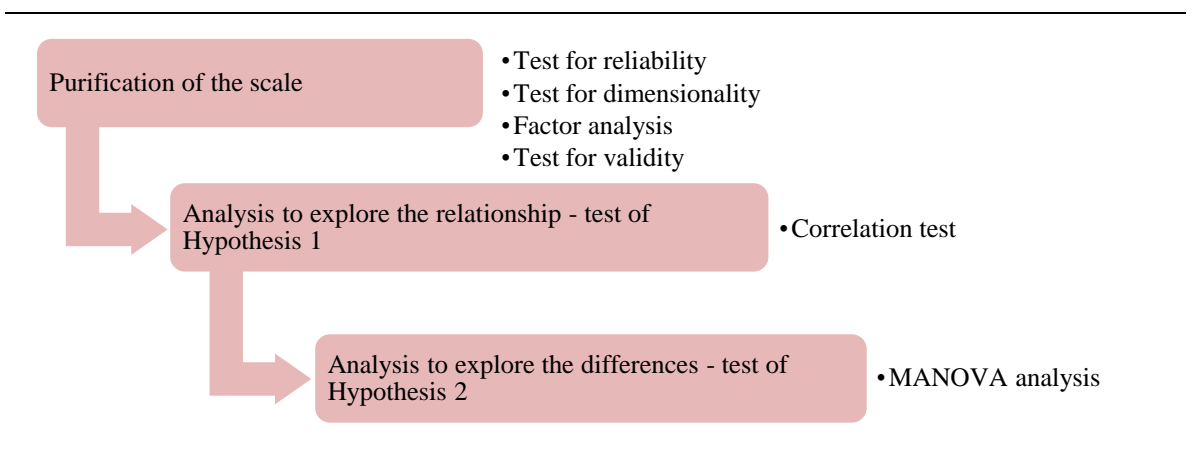 Purification of the scale
•Test for reliability
•Test for dimensionality
•Factor analysis
•Test for validity
Analysis to explore the relationship - test of
Hypothesis 1
•Correlation test
Analysis to explore the differences - test of
Hypothesis 2
•MANOVA analysis